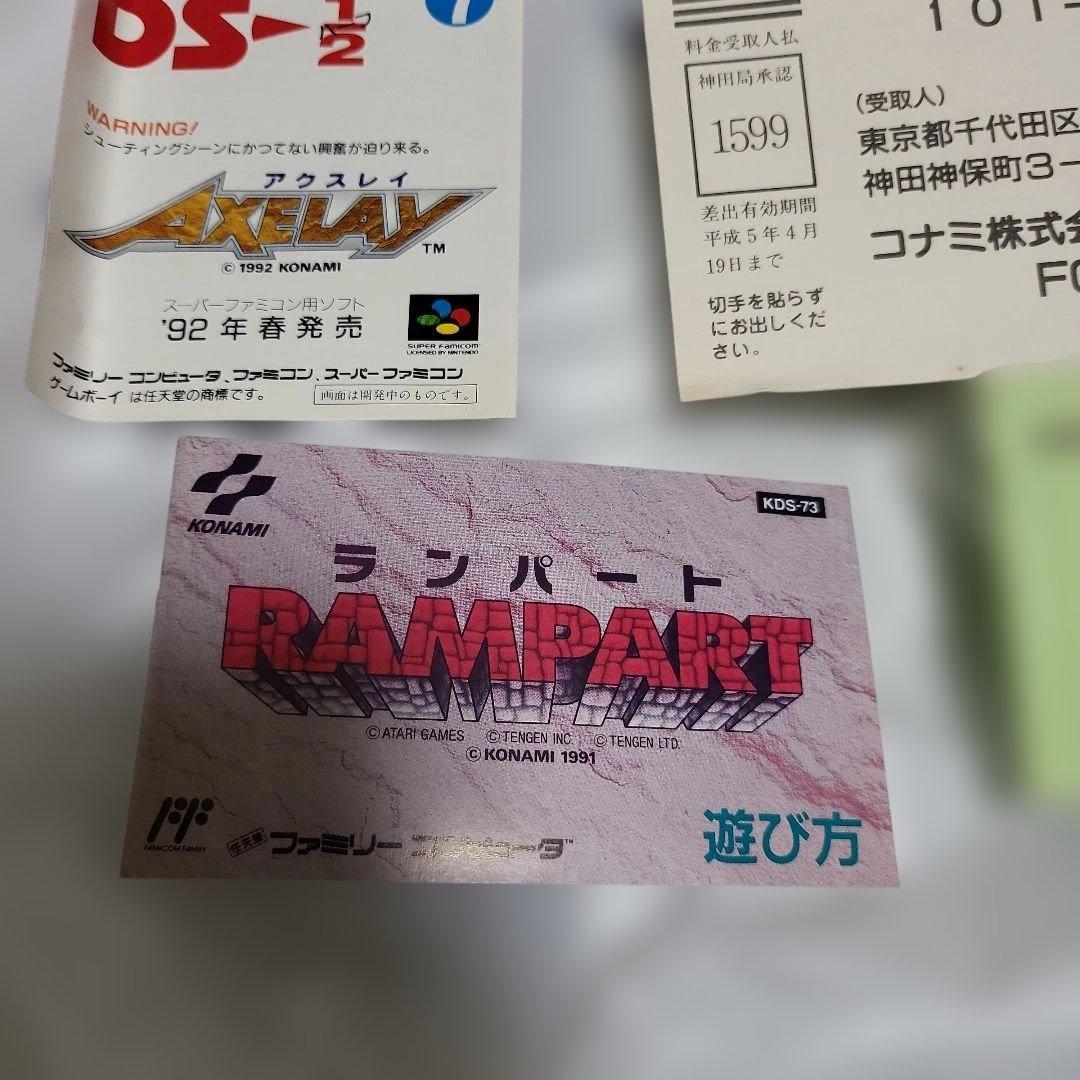 DS-1/2
7
WARNING!
シューティングシーンにかつてない興奮が迫り来る。
アクスレイ
AXELAY™
© 1992 KONAMI
スーパーファミコン用ソフト
'92年春発売
SUPER FAMICOM
LICENSED BY NINTENDO
ファミリーコンピュータ、ファミコン、スーパーファミコン
ゲームボーイは任天堂の商標です。
画面は開発中のものです。
101-
料金受取人払
神田局承認
1599
差出有効期間
平成5年4月
19日まで
切手を貼らず
にお出しくだ
さい。
(受取人)
東京都千代田区
神田神保町3-
コナミ株式会
KONAMI
KDS-73
ランパート
RAMPART
© ATARI GAMES © TENGEN INC. © TENGEN LTD.
© KONAMI 1991
FAMICOM FAMILY
任天堂 ファミリーコンピュータ™
遊び方